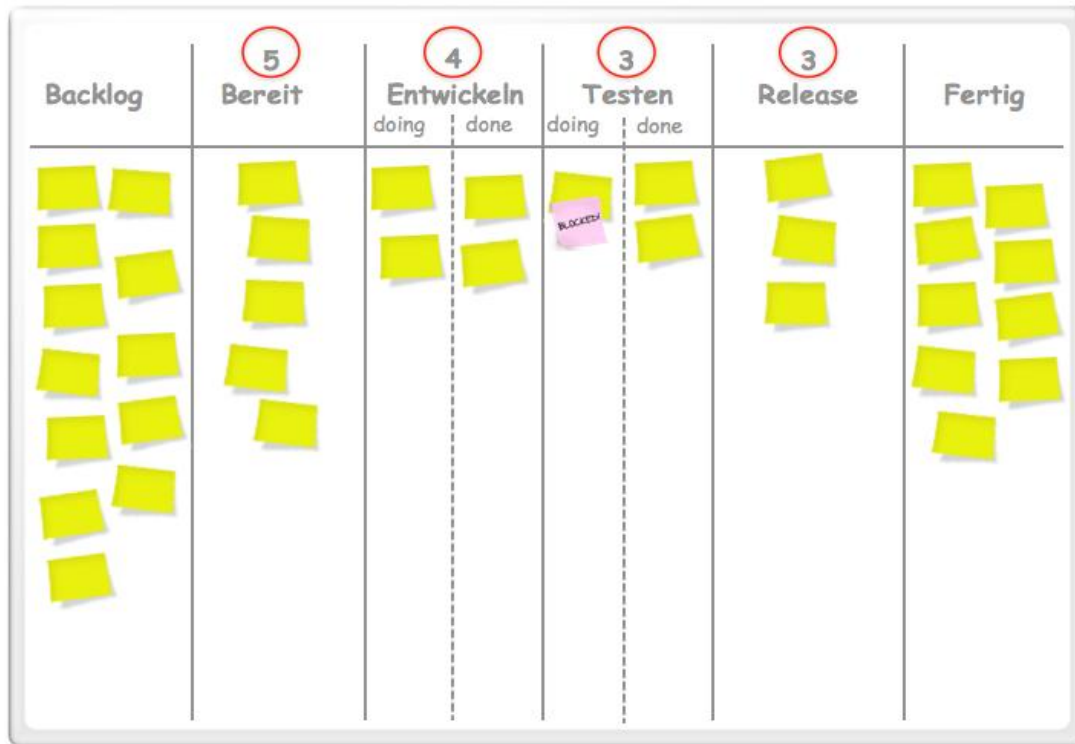 5 4 3 3
Backlog Bereit Entwickeln Testen Release Fertig
doing done doing done
BLOCKED!